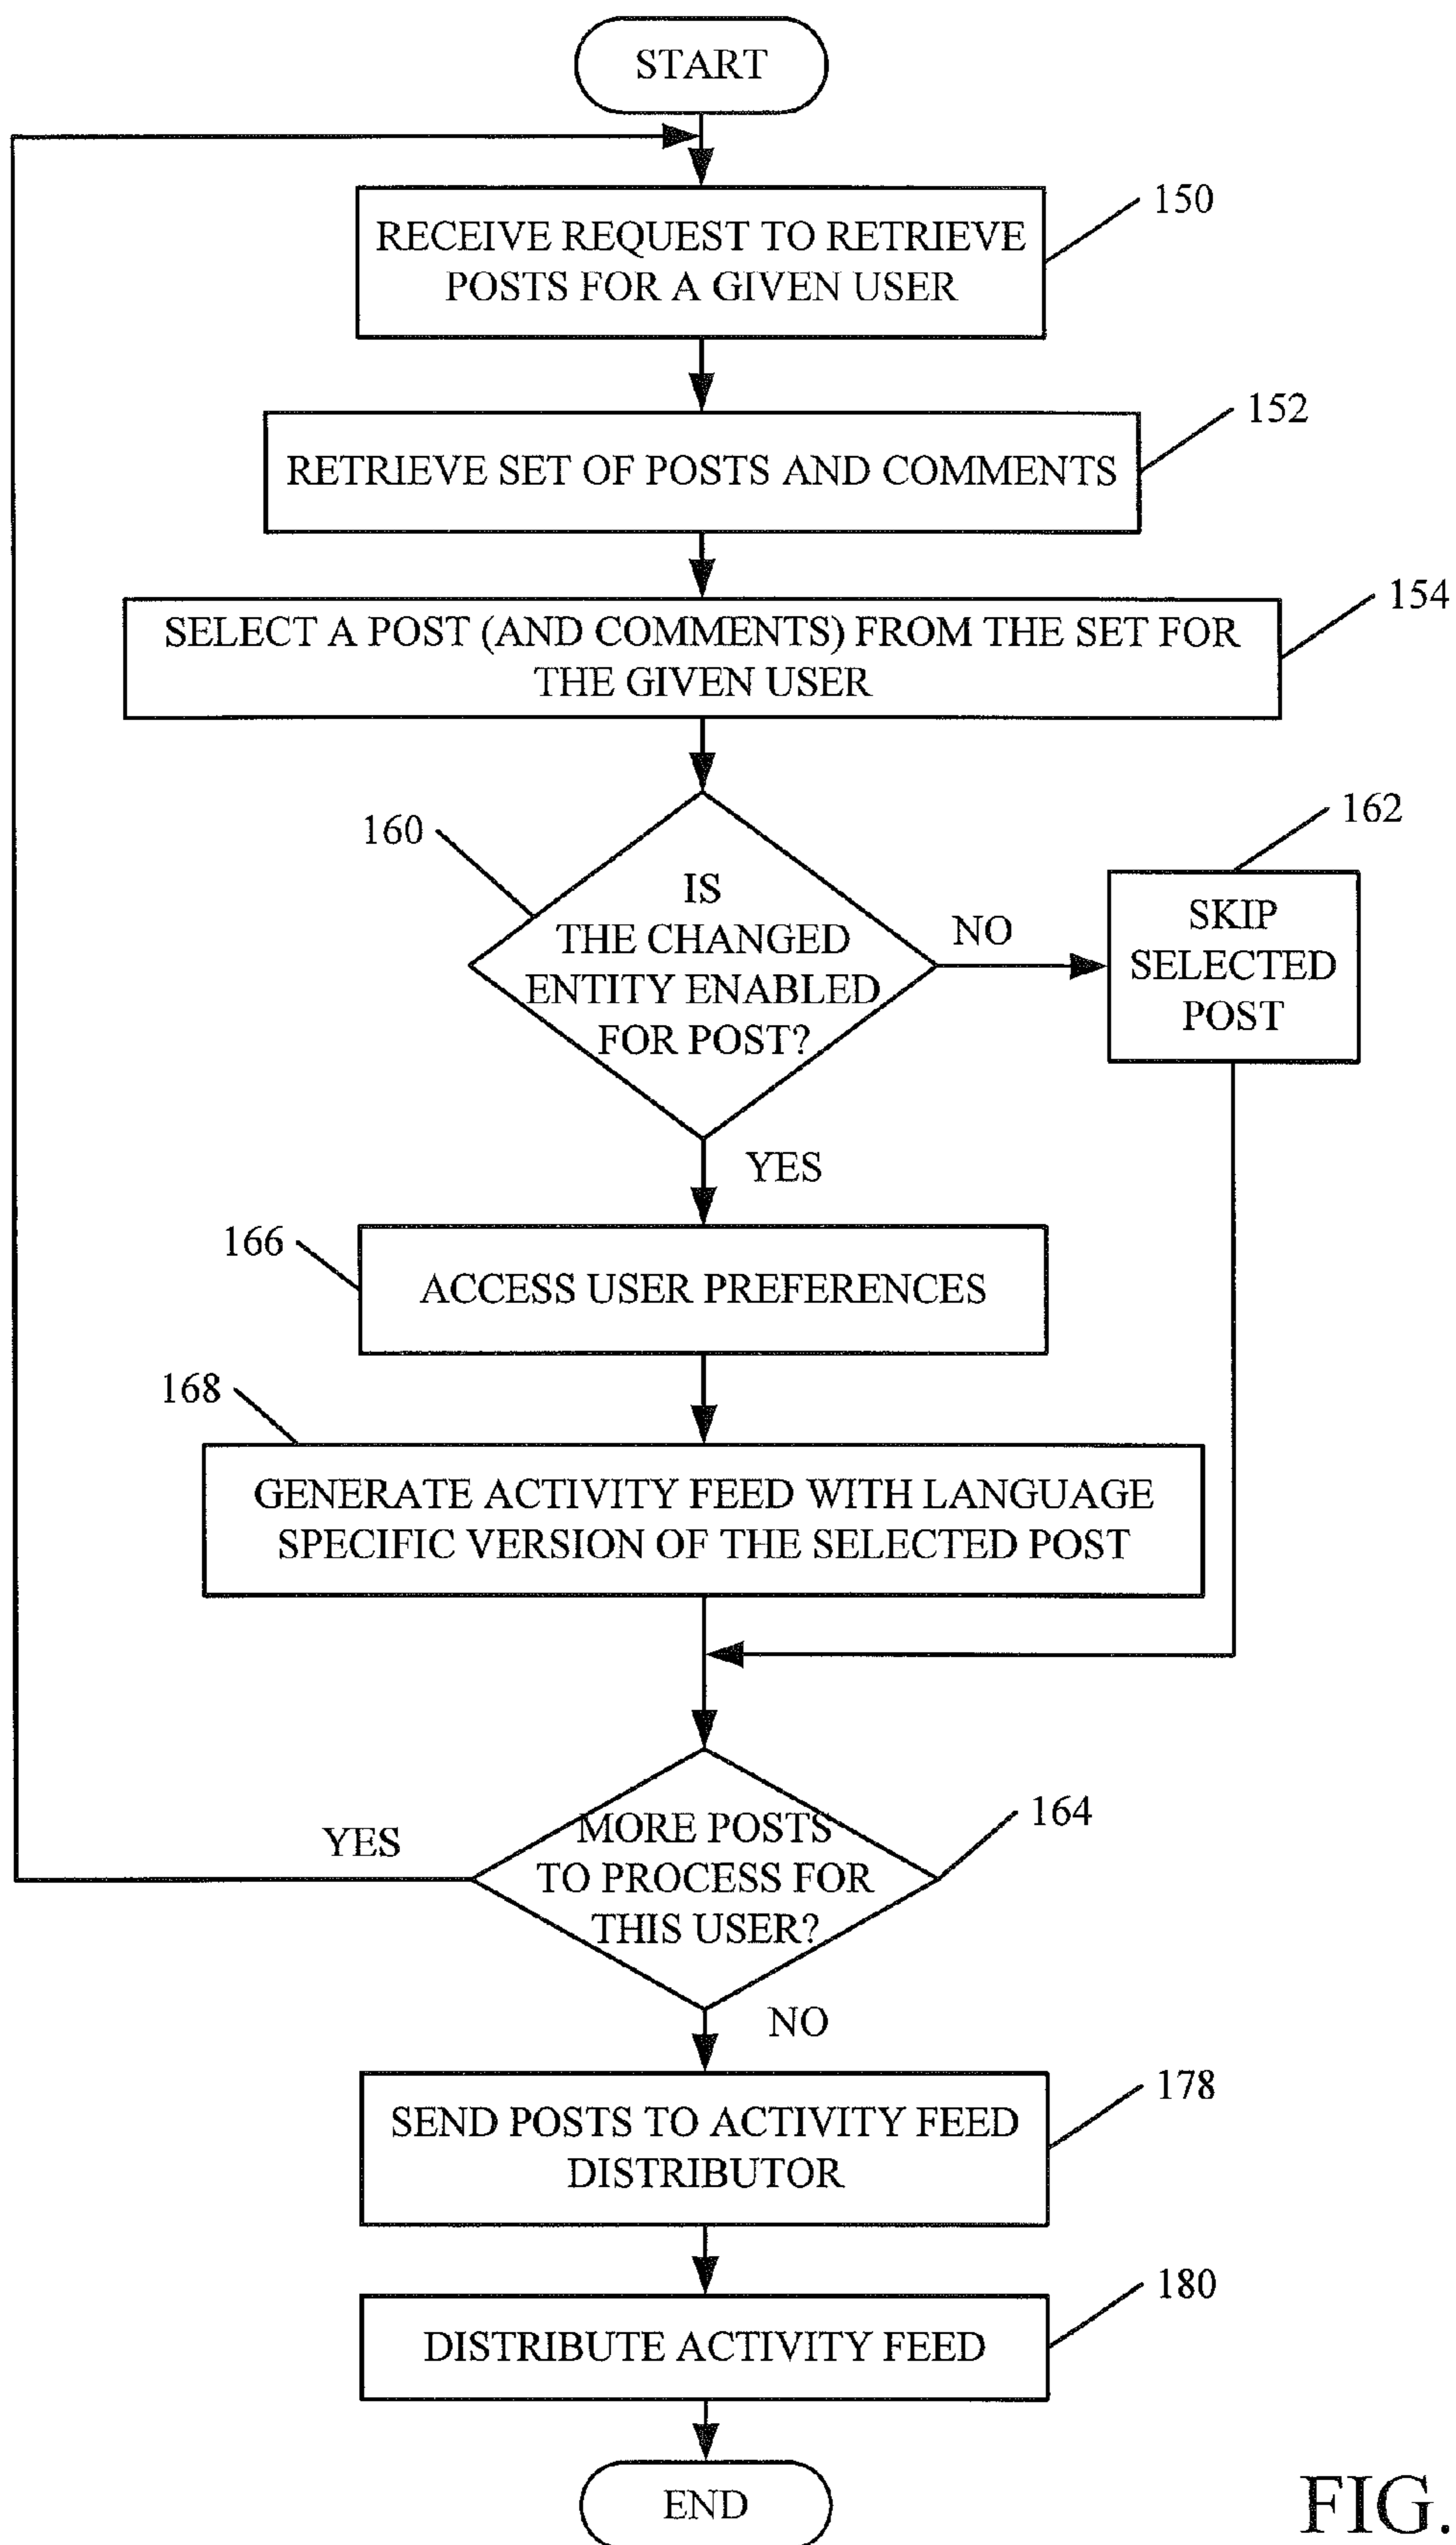 START
150
RECEIVE REQUEST TO RETRIEVE
POSTS FOR A GIVEN USER
152
RETRIEVE SET OF POSTS AND COMMENTS
154
SELECT A POST (AND COMMENTS) FROM THE SET FOR
THE GIVEN USER
160
IS
THE CHANGED
ENTITY ENABLED
FOR POST?
NO
162
SKIP
SELECTED
POST
YES
166
ACCESS USER PREFERENCES
168
GENERATE ACTIVITY FEED WITH LANGUAGE
SPECIFIC VERSION OF THE SELECTED POST
164
YES
MORE POSTS
TO PROCESS FOR
THIS USER?
NO
178
SEND POSTS TO ACTIVITY FEED
DISTRIBUTOR
180
DISTRIBUTE ACTIVITY FEED
END
FIG.